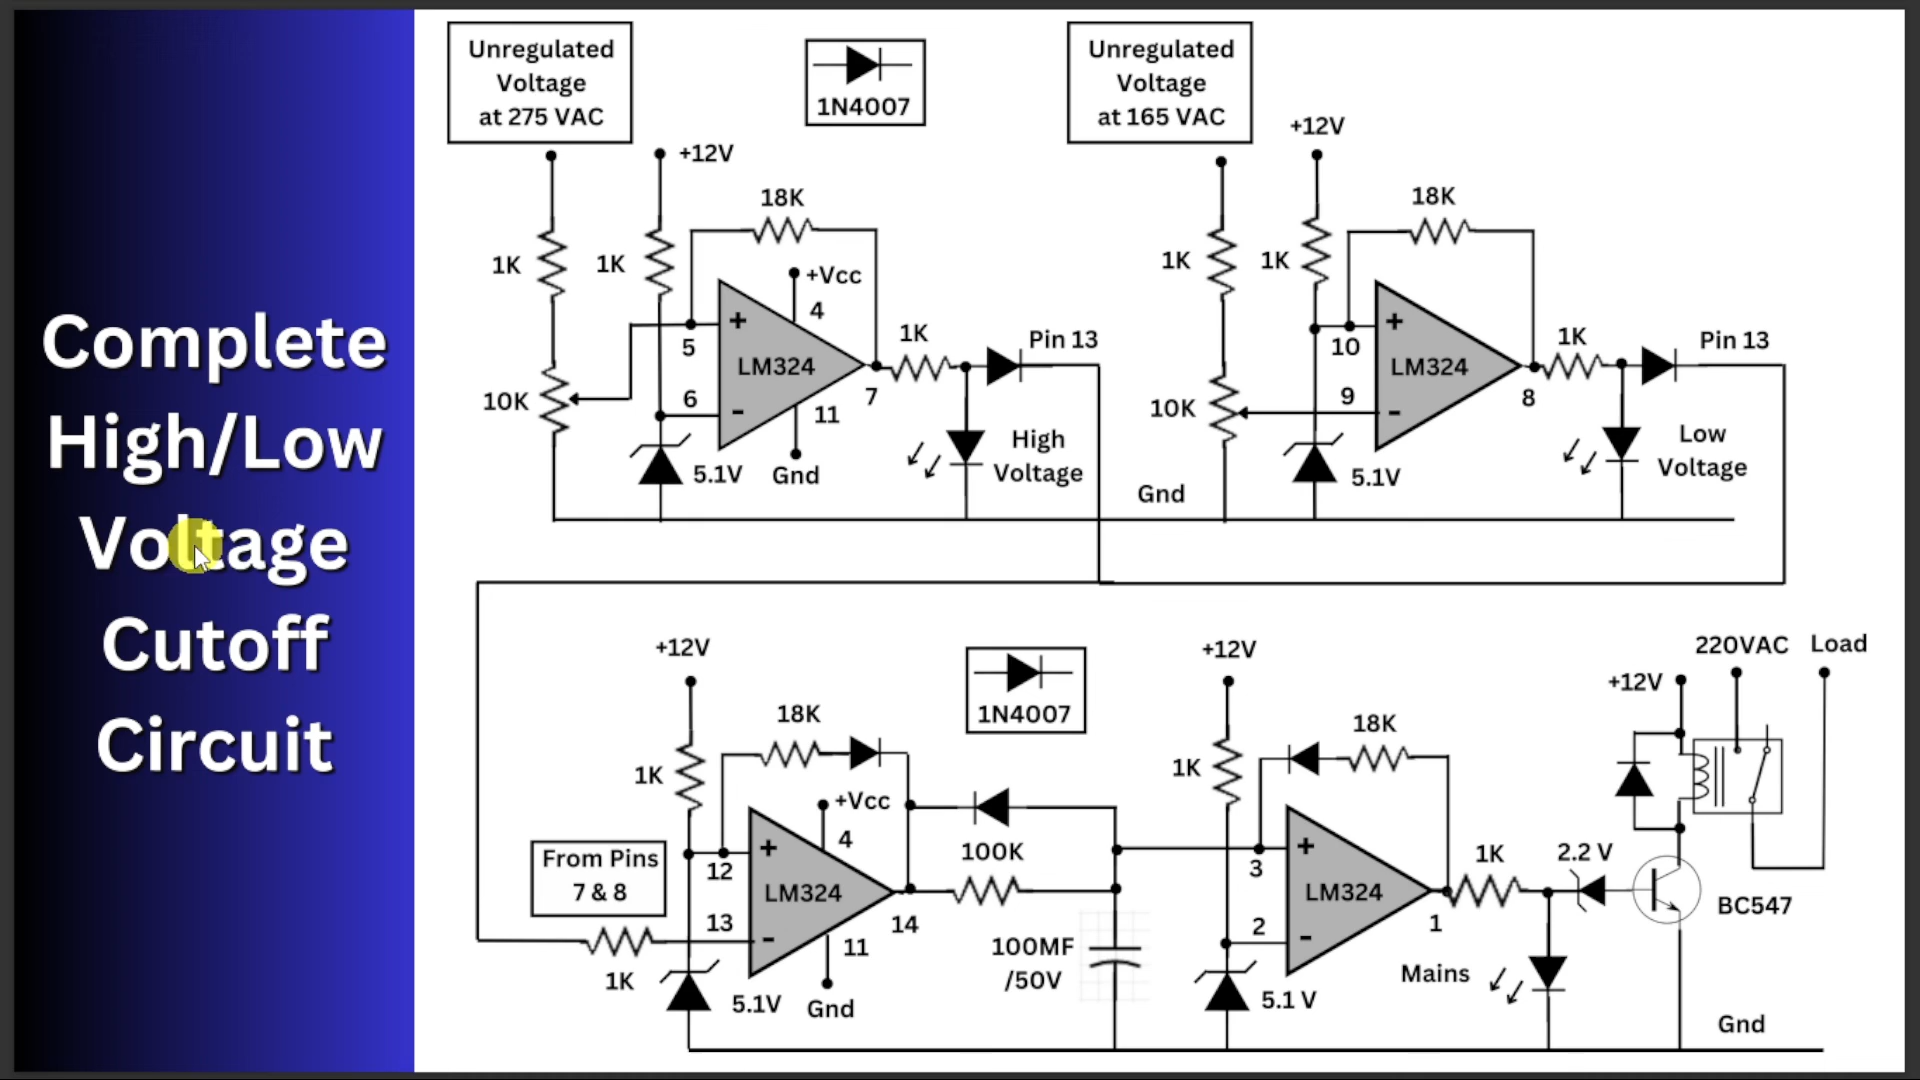 Complete
High/Low
Voltage
Cutoff
Circuit
Unregulated
Voltage
at 275 VAC
1N4007
Unregulated
Voltage
at 165 VAC
+12V
18K
1K
1K
+Vcc
4
+
5
LM324
1K
Pin 13
10K
6
-
11
7
5.1V
Gnd
High
Voltage
+12V
18K
1K
1K
+
10
LM324
1K
Pin 13
10K
9
-
8
5.1V
Low
Voltage
Gnd
+12V
18K
1K
+Vcc
4
1N4007
From Pins
7 & 8
+
12
LM324
100K
13
-
11
14
1K
5.1V
Gnd
100MF
/50V
+12V
18K
1K
+
3
LM324
1K
2.2 V
2
-
1
5.1 V
Mains
220VAC
Load
+12V
BC547
Gnd